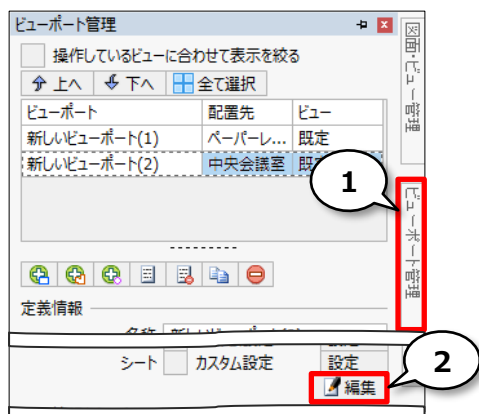 ビューポート管理
操作しているビューに合わせて表示を絞る
上へ 下へ 全て選択
ビューポート 配置先 ビュー
新しいビューポート(1) ペーパーレ... 既定
新しいビューポート(2) 中央会議室
定義情報
シート カスタム設定 設定
編集
図面・ビュー管理
ビューポート管理
1
2